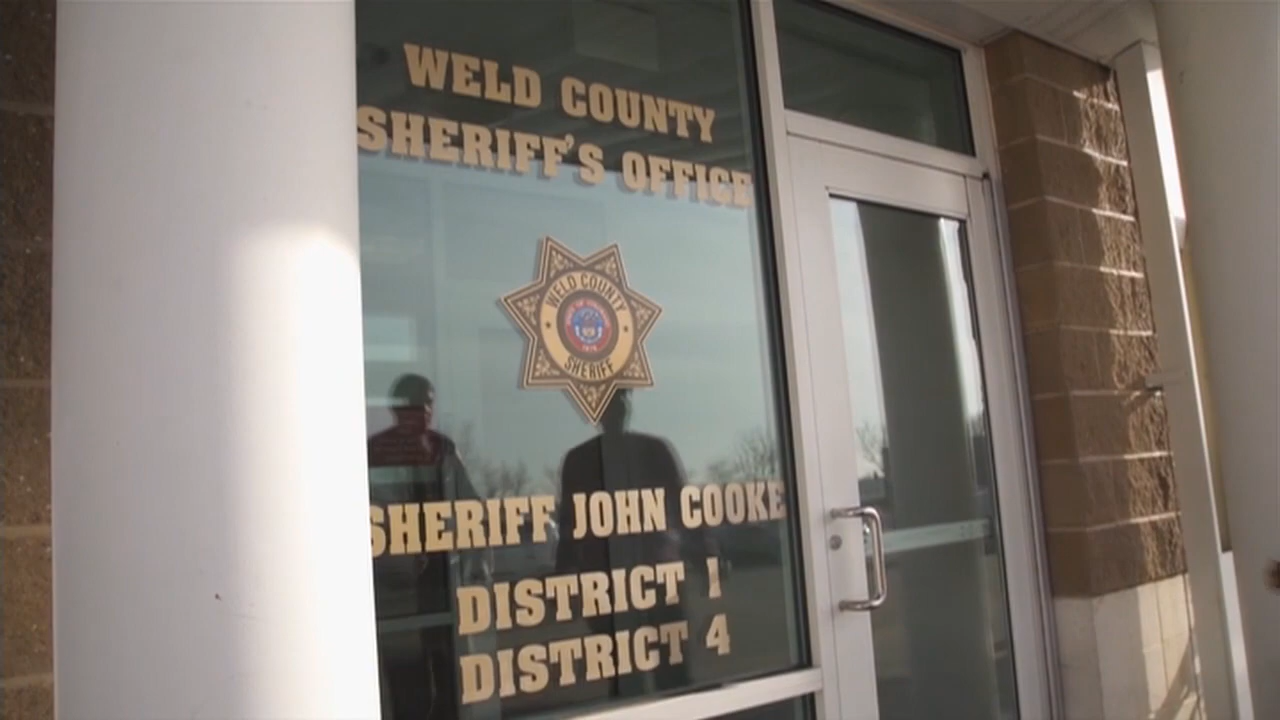 WELD COUNTY
SHERIFF'S OFFICE
WELD COUNTY
SHERIFF
SHERIFF JOHN COOKE
DISTRICT 1
DISTRICT 4